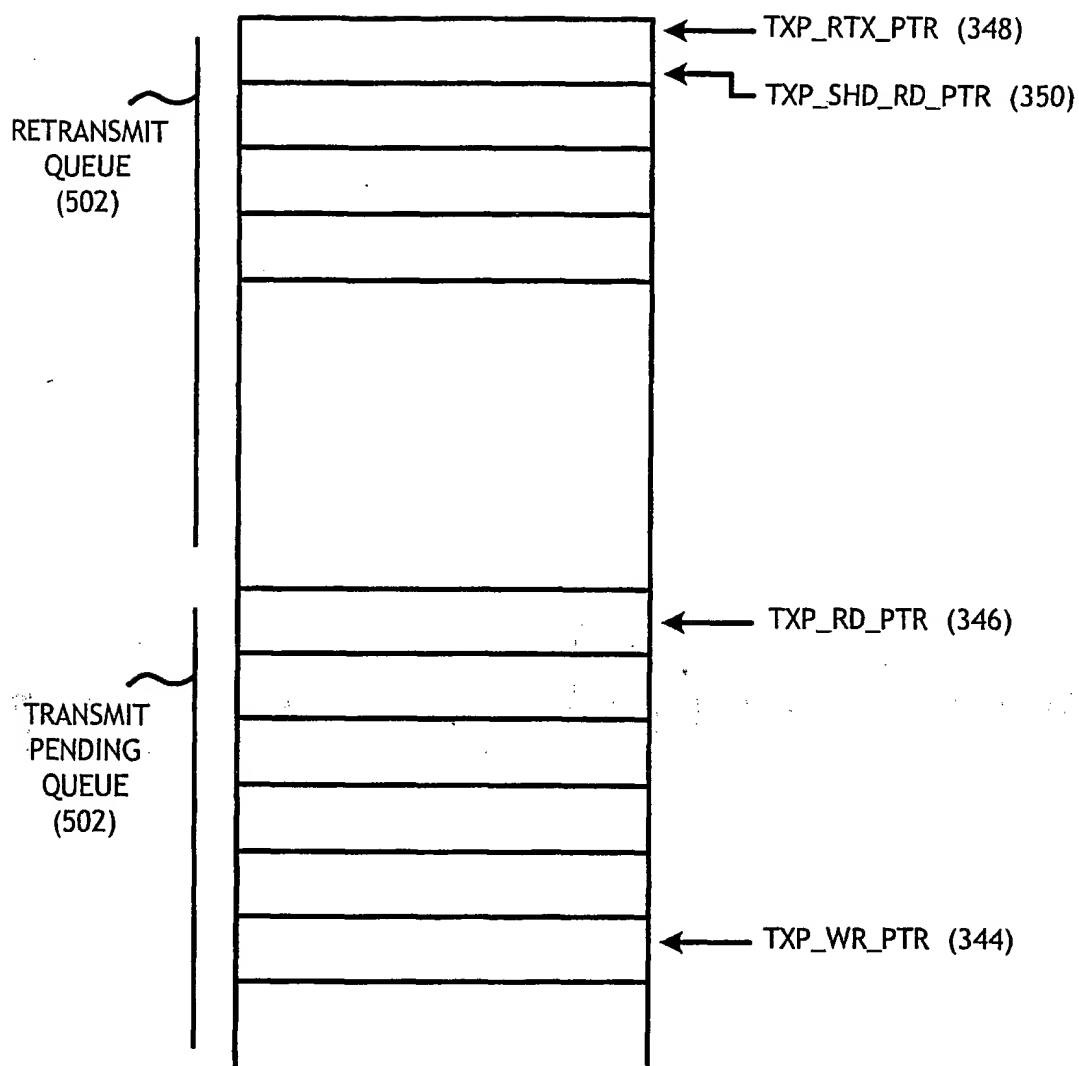 TXP_RTX_PTR (348)
TXP_SHD_RD_PTR (350)
RETRANSMIT
QUEUE
(502)
TXP_RD_PTR (346)
TRANSMIT
PENDING
QUEUE
(502)
TXP_WR_PTR (344)